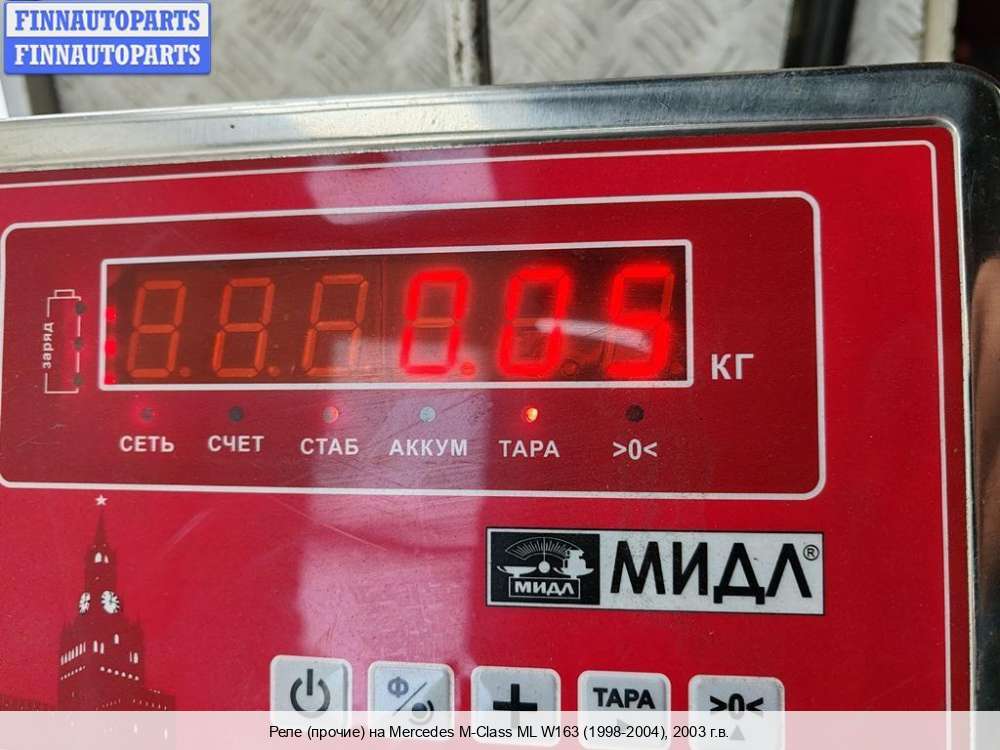 FINNAUTOPARTS
FINNAUTOPARTS
заряд
0.05 КГ
СЕТЬ СЧЕТ СТАБ АККУМ ТАРА >0<
МИДЛ МИДЛ®
Ф ТАРА >0<
Реле (прочие) на Mercedes M-Class ML W163 (1998-2004), 2003 г.в.